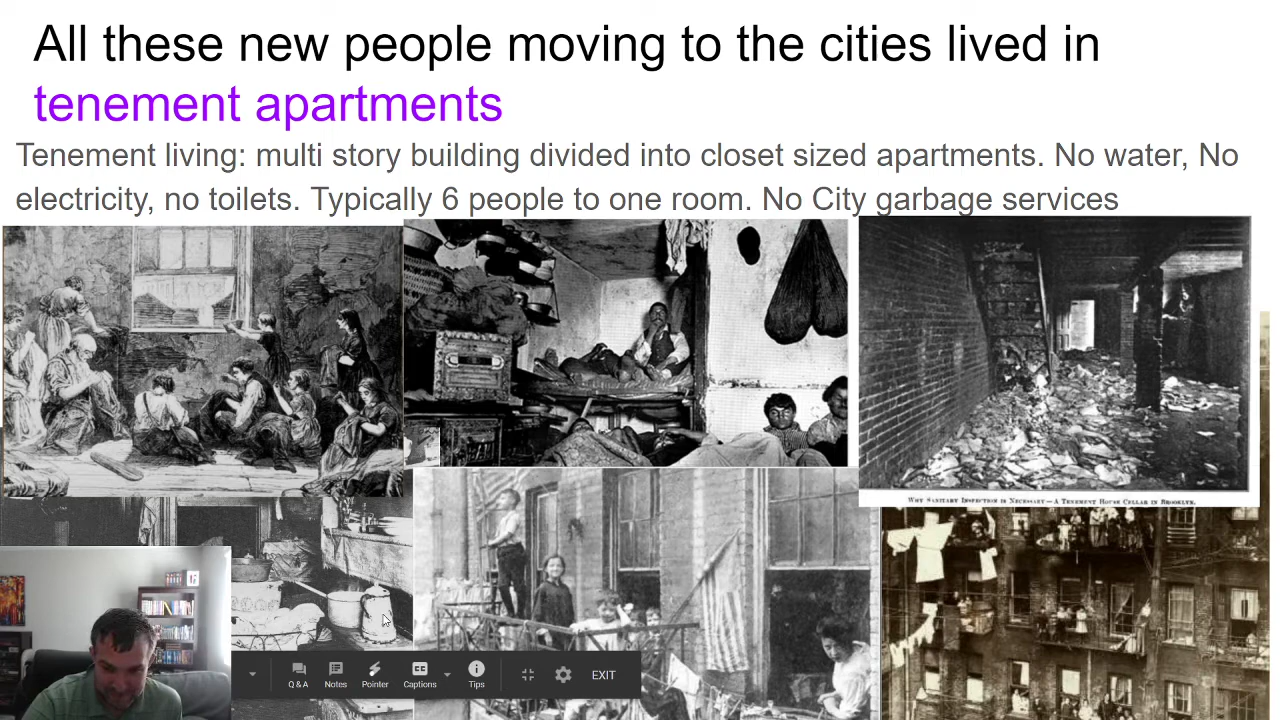 All these new people moving to the cities lived in
tenement apartments
Tenement living: multi story building divided into closet sized apartments. No water, No
electricity, no toilets. Typically 6 people to one room. No City garbage services
WHY SANITARY INSPECTION IS NECESSARY—A TENEMENT HOUSE CELLAR IN BROOKLYN.
Q & A
Notes
Pointer
CC
Captions
Tips
EXIT